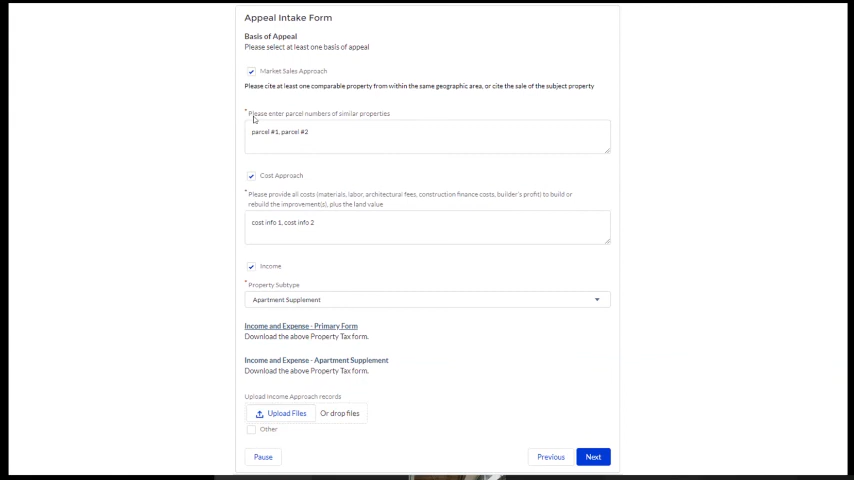 Appeal Intake Form
Basis of Appeal
Please select at least one basis of appeal
Market Sales Approach
Please cite at least one comparable property from within the same geographic area, or cite the sale of the subject property
* Please enter parcel numbers of similar properties
parcel #1, parcel #2
Cost Approach
* Please provide all costs (materials, labor, architectural fees, construction finance costs, builder's profit) to build or
rebuild the improvement(s), plus the land value
cost info 1, cost info 2
Income
* Property Subtype
Apartment Supplement
Income and Expense - Primary Form
Download the above Property Tax form.
Income and Expense - Apartment Supplement
Download the above Property Tax form.
Upload Income Approach records
Upload Files Or drop files
Other
Pause Previous Next